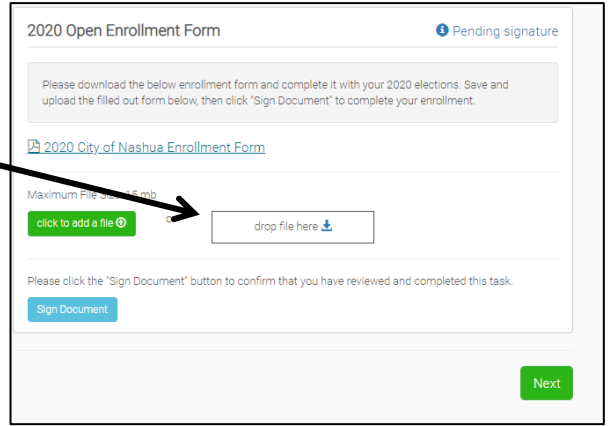 2020 Open Enrollment Form
Pending signature
Please download the below enrollment form and complete it with your 2020 elections. Save and
upload the filled out form below, then click "Sign Document" to complete your enrollment.
2020 City of Nashua Enrollment Form
Maximum File Size 15 mb
click to add a file
drop file here
Please click the "Sign Document" button to confirm that you have reviewed and completed this task.
Sign Document
Next